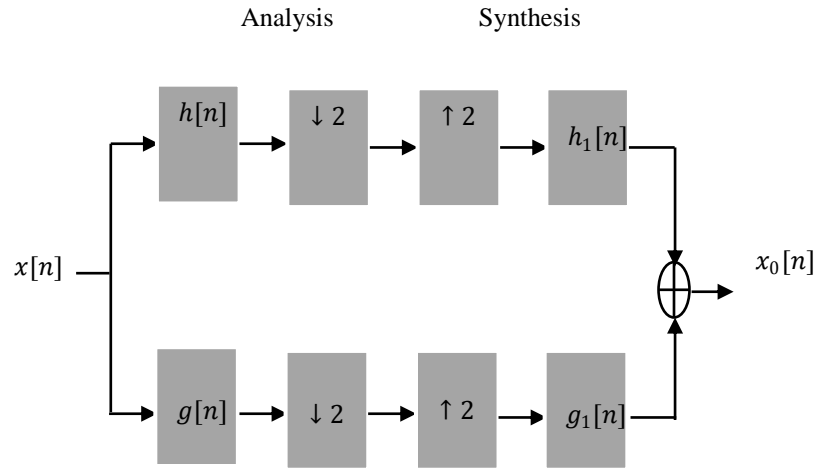 Analysis Synthesis
h[n] ↓ 2 ↑ 2 h₁[n]
x[n] x₀[n]
g[n] ↓ 2 ↑ 2 g₁[n]